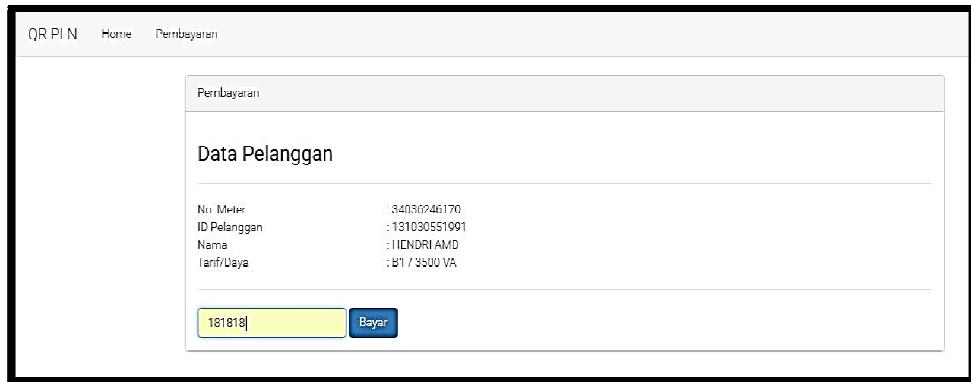 QR PLN Home Pembayaran
Pembayaran
Data Pelanggan
No. Meter : 34036246170
ID Pelanggan : 131030551991
Nama : HENDRI AMD
Tarif/Daya : B1 / 3500 VA
181818 Bayar